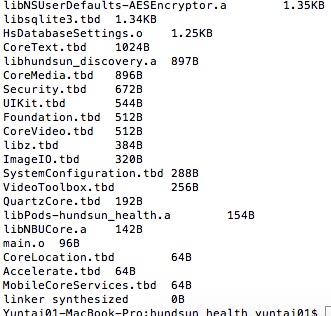 libNSUserDefaults-AESEncryptor.a 1.35KB
libsqlite3.tbd 1.34KB
HsDatabaseSettings.o 1.25KB
CoreText.tbd 1024B
libhundsun_discovery.a 897B
CoreMedia.tbd 896B
Security.tbd 672B
UIKit.tbd 544B
Foundation.tbd 512B
CoreVideo.tbd 512B
libz.tbd 384B
ImageIO.tbd 320B
SystemConfiguration.tbd 288B
VideoToolbox.tbd 256B
QuartzCore.tbd 192B
libPods-hundsun_health.a 154B
libNBUCore.a 142B
main.o 96B
CoreLocation.tbd 64B
Accelerate.tbd 64B
MobileCoreServices.tbd 64B
linker synthesized 0B
Yuntai01-MacBook-Pro:hundsun_health yuntai01$